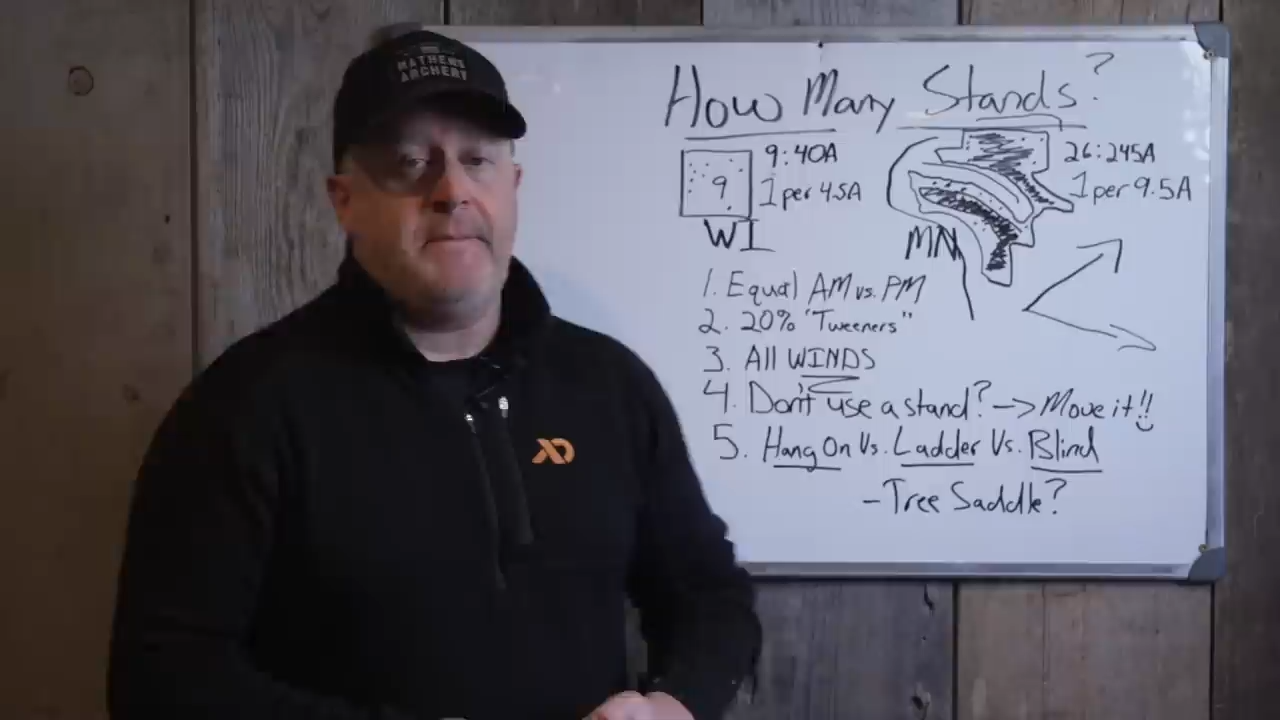 MATHEWS
ARCHERY
How Many Stands?
9
9:40A
1 per 4.5A
WI
26:245A
1 per 9.5A
MN
1. Equal AM vs. PM
2. 20% "Tweeners"
3. All WINDS
4. Don't use a stand? -> Move it!!
5. Hang On Vs. Ladder Vs. Blind
- Tree Saddle?